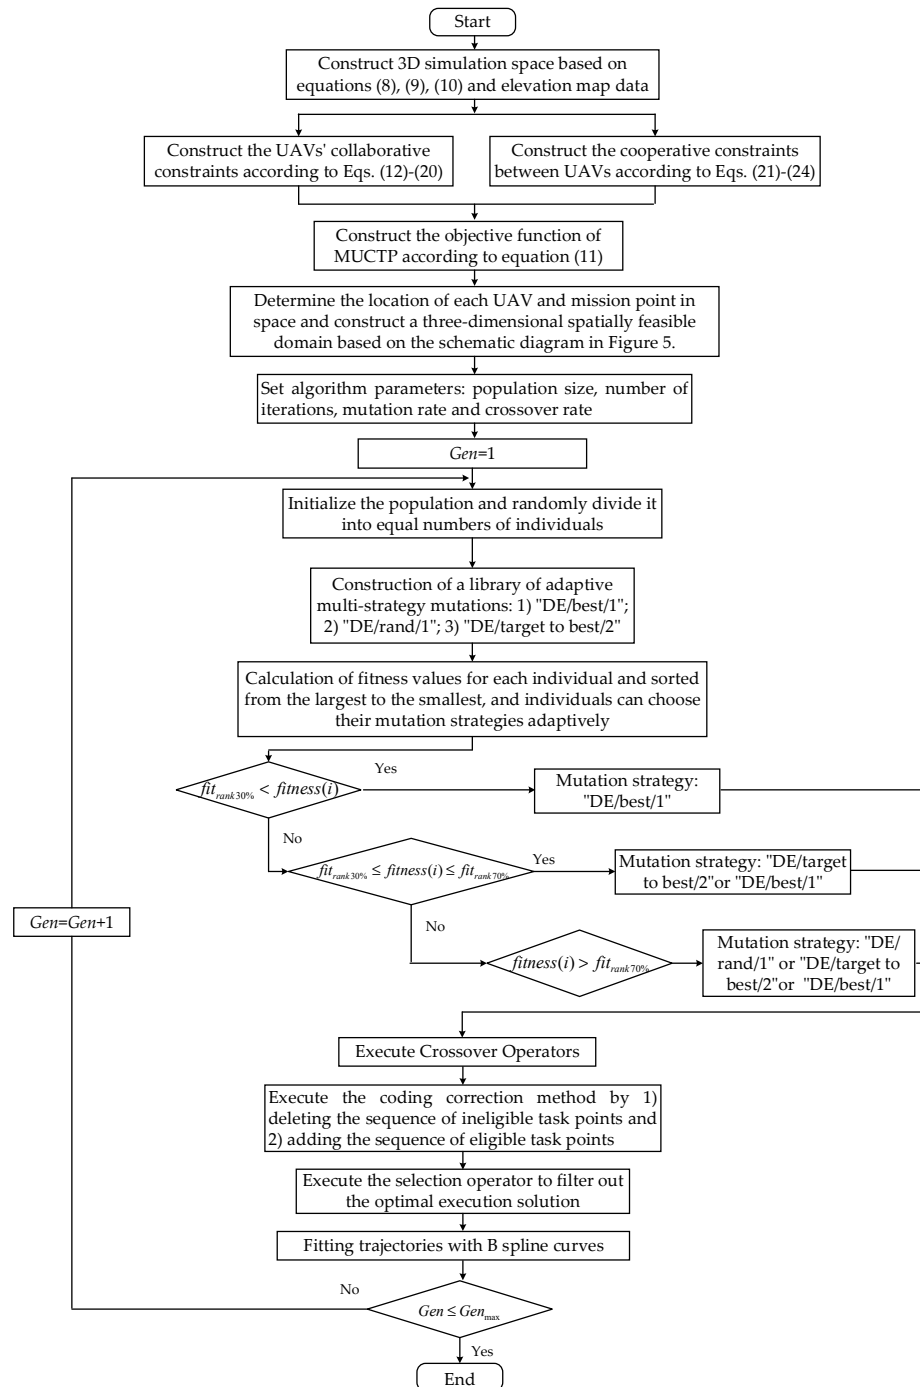 Start
Construct 3D simulation space based on
equations (8), (9), (10) and elevation map data
Construct the UAVs' collaborative
constraints according to Eqs. (12)-(20)
Construct the cooperative constraints
between UAVs according to Eqs. (21)-(24)
Construct the objective function of
MUCTP according to equation (11)
Determine the location of each UAV and mission point in
space and construct a three-dimensional spatially feasible
domain based on the schematic diagram in Figure 5.
Set algorithm parameters: population size, number of
iterations, mutation rate and crossover rate
Gen=1
Initialize the population and randomly divide it
into equal numbers of individuals
Construction of a library of adaptive
multi-strategy mutations: 1) "DE/best/1";
2) "DE/rand/1"; 3) "DE/target to best/2"
Calculation of fitness values for each individual and sorted
from the largest to the smallest, and individuals can choose
their mutation strategies adaptively
fit_rank30% < fitness(i)
Yes
Mutation strategy:
"DE/best/1"
No
fit_rank30% ≤ fitness(i) ≤ fit_rank70%
Yes
Mutation strategy: "DE/target
to best/2"or "DE/best/1"
Gen=Gen+1
No
fitness(i) > fit_rank70%
Mutation strategy: "DE/
rand/1" or "DE/target to
best/2"or "DE/best/1"
Execute Crossover Operators
Execute the coding correction method by 1)
deleting the sequence of ineligible task points and
2) adding the sequence of eligible task points
Execute the selection operator to filter out
the optimal execution solution
Fitting trajectories with B spline curves
No
Gen ≤ Gen_max
Yes
End